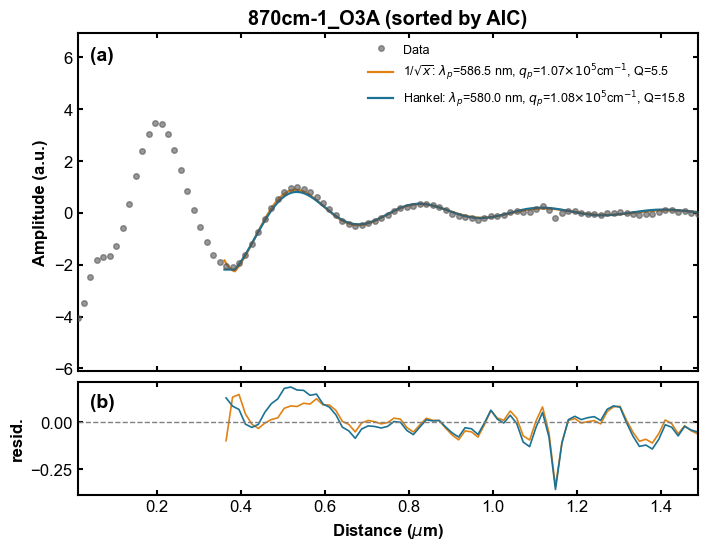 870cm-1_O3A (sorted by AIC)
(a)
Data
1/√x: λp=586.5 nm, qp=1.07×10⁵cm⁻¹, Q=5.5
Hankel: λp=580.0 nm, qp=1.08×10⁵cm⁻¹, Q=15.8
Amplitude (a.u.)
6
4
2
0
−2
−4
−6
(b)
resid.
0.00
−0.25
0.2 0.4 0.6 0.8 1.0 1.2 1.4
Distance (μm)